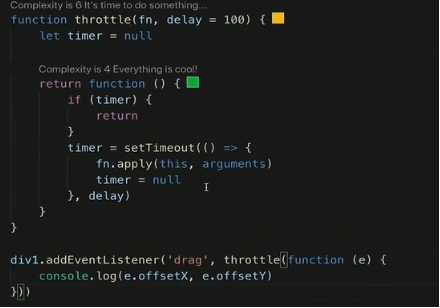 Complexity is 6 It's time to do something...
function throttle(fn, delay = 100) {
    let timer = null

    Complexity is 4 Everything is cool!
    return function () {
        if (timer) {
            return
        }
        timer = setTimeout(() => {
            fn.apply(this, arguments)
            timer = null
        }, delay)
    }
}

div1.addEventListener('drag', throttle(function (e) {
    console.log(e.offsetX, e.offsetY)
}))